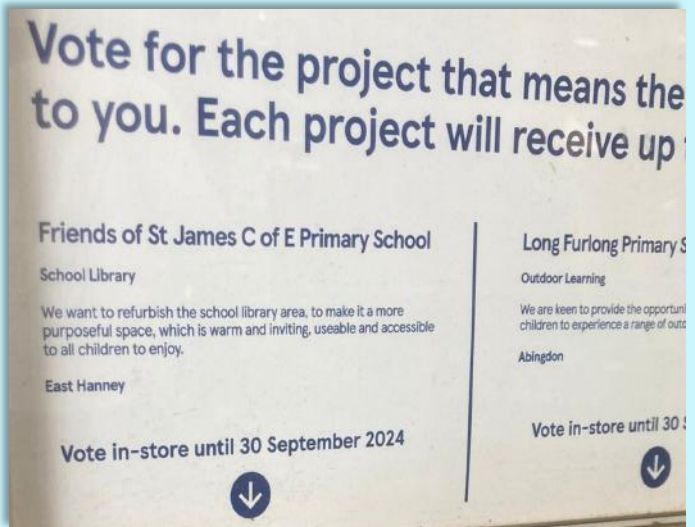 Vote for the project that means the
to you. Each project will receive up
Friends of St James C of E Primary School
School Library
We want to refurbish the school library area, to make it a more
purposeful space, which is warm and inviting, useable and accessible
to all children to enjoy.
East Hanney
Vote in-store until 30 September 2024
Long Furlong Primary
Outdoor Learning
We are keen to provide the
children to experience a range of
Abingdon
Vote in-store until 30